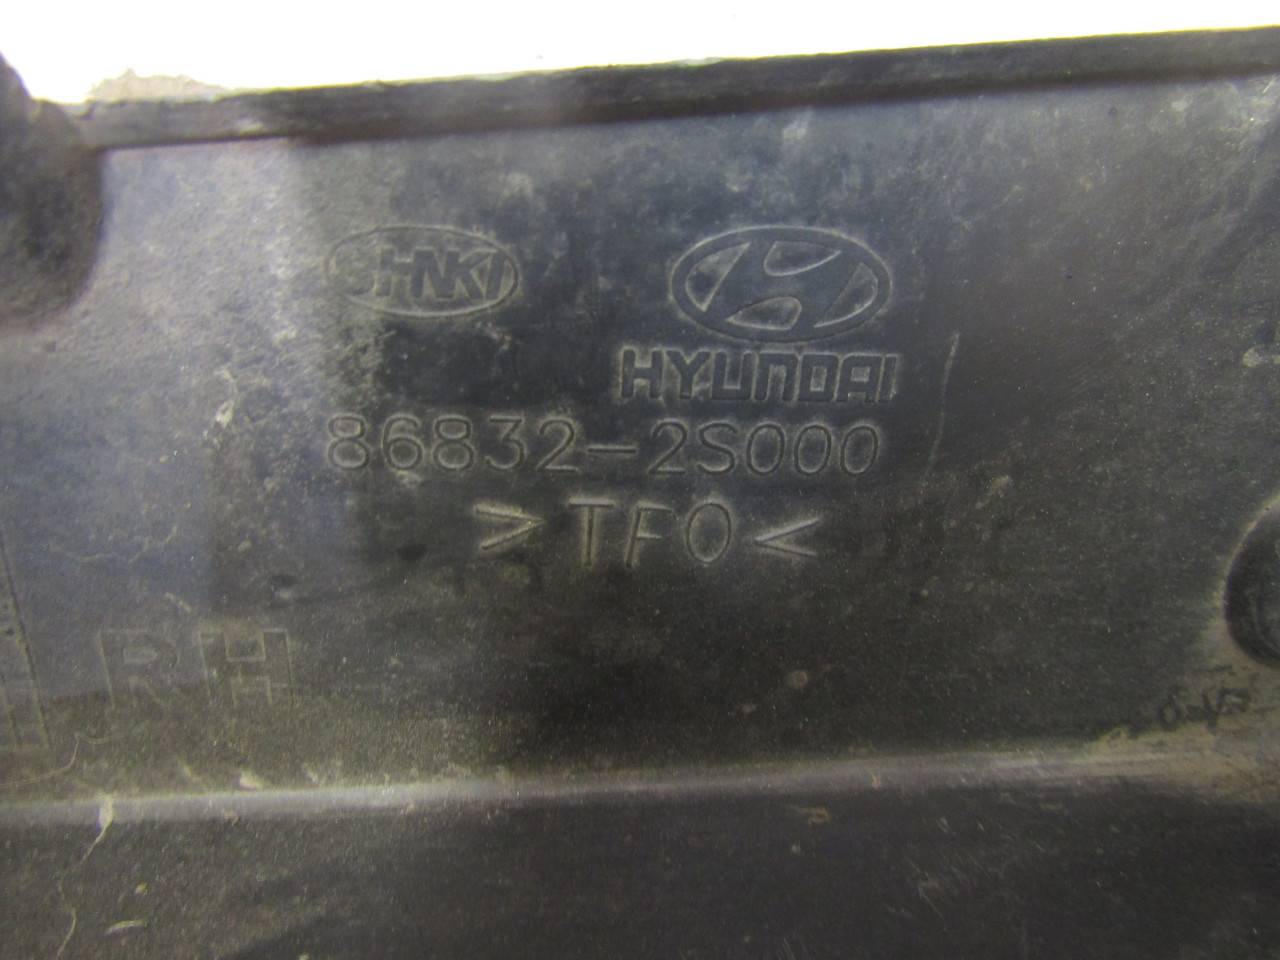 HYUNDAI
86832-2S000
>TFO<
RH